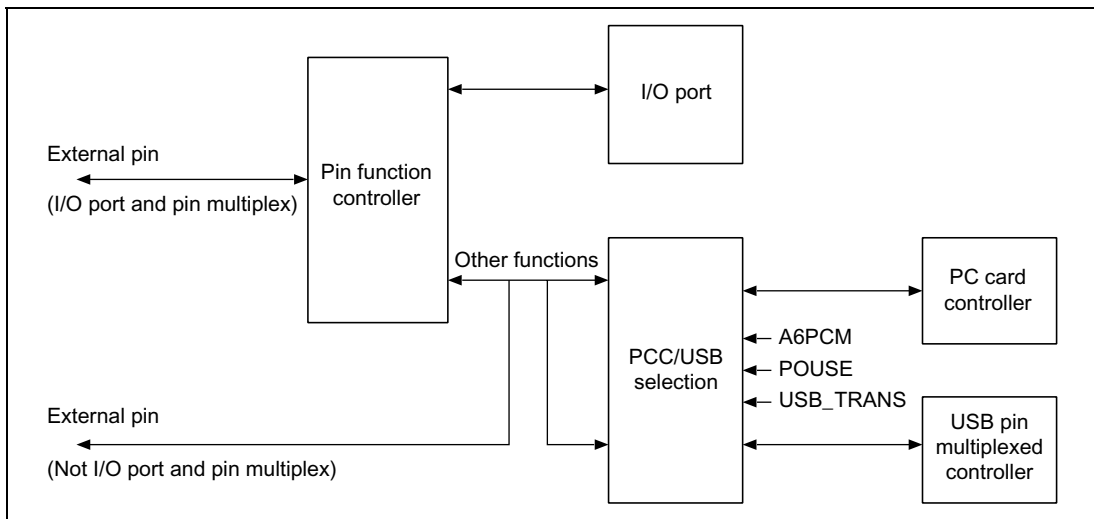 I/O port
External pin
(I/O port and pin multiplex)
Pin function
controller
Other functions
PC card
controller
PCC/USB
selection
A6PCM
POUSE
USB_TRANS
External pin
(Not I/O port and pin multiplex)
USB pin
multiplexed
controller